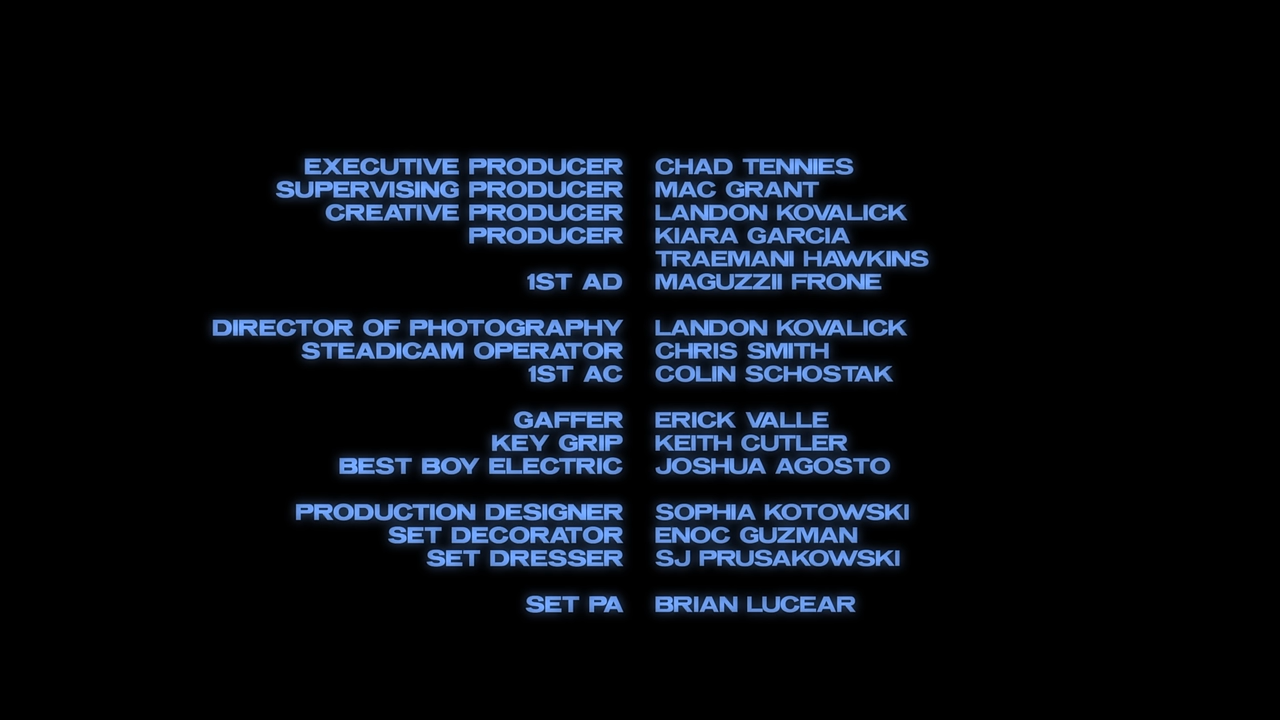 EXECUTIVE PRODUCER CHAD TENNIES
SUPERVISING PRODUCER MAC GRANT
CREATIVE PRODUCER LANDON KOVALICK
PRODUCER KIARA GARCIA
TRAEMANI HAWKINS
1ST AD MAGUZZII FRONE
DIRECTOR OF PHOTOGRAPHY LANDON KOVALICK
STEADICAM OPERATOR CHRIS SMITH
1ST AC COLIN SCHOSTAK
GAFFER ERICK VALLE
KEY GRIP KEITH CUTLER
BEST BOY ELECTRIC JOSHUA AGOSTO
PRODUCTION DESIGNER SOPHIA KOTOWSKI
SET DECORATOR ENOC GUZMAN
SET DRESSER SJ PRUSAKOWSKI
SET PA BRIAN LUCEAR